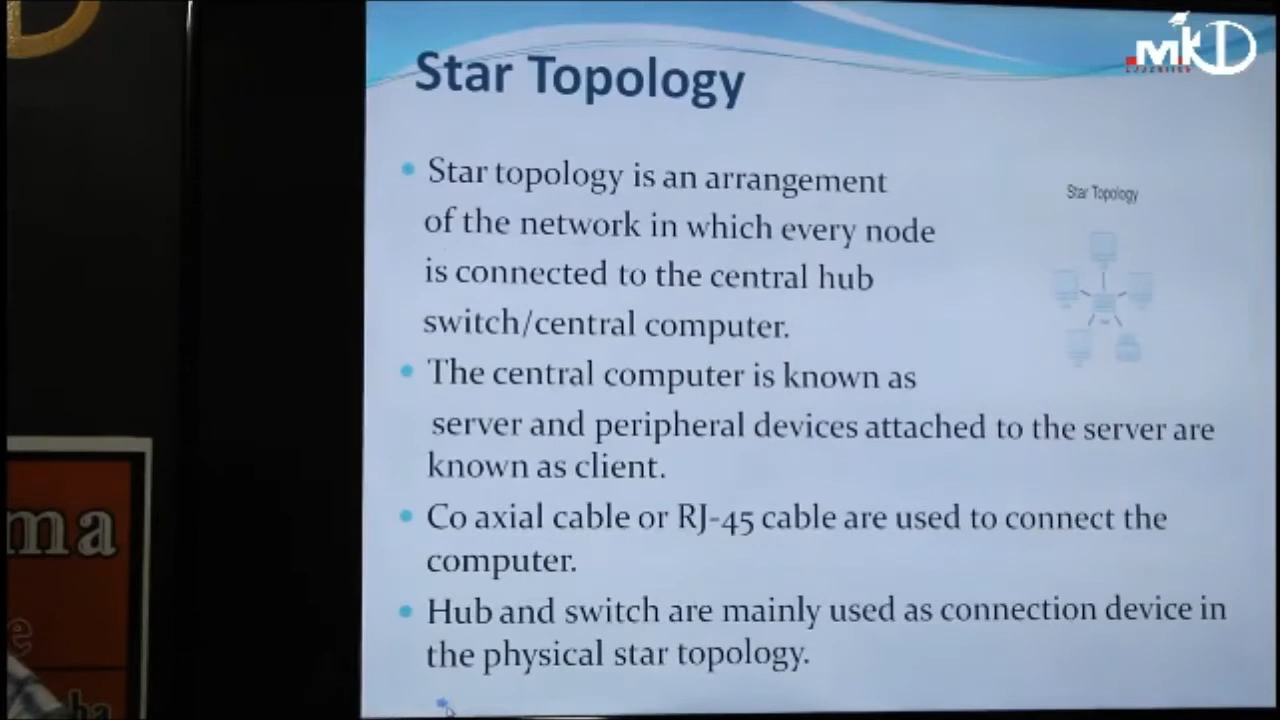 MKD
Star Topology
• Star topology is an arrangement
of the network in which every node
is connected to the central hub
switch/central computer.
Star Topology
• The central computer is known as
server and peripheral devices attached to the server are
known as client.
• Co axial cable or RJ-45 cable are used to connect the
computer.
• Hub and switch are mainly used as connection device in
the physical star topology.
ma
e
ha